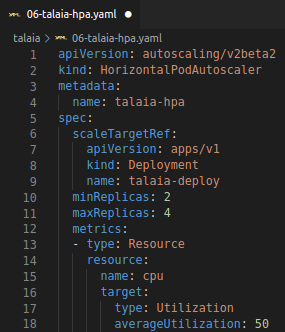 06-talaia-hpa.yaml
talaia > 06-talaia-hpa.yaml
1 apiVersion: autoscaling/v2beta2
2 kind: HorizontalPodAutoscaler
3 metadata:
4   name: talaia-hpa
5 spec:
6   scaleTargetRef:
7     apiVersion: apps/v1
8     kind: Deployment
9     name: talaia-deploy
10   minReplicas: 2
11   maxReplicas: 4
12   metrics:
13   - type: Resource
14     resource:
15       name: cpu
16       target:
17         type: Utilization
18         averageUtilization: 50